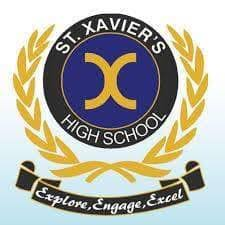 ST. XAVIER'S
HIGH SCHOOL
Explore, Engage, Excel